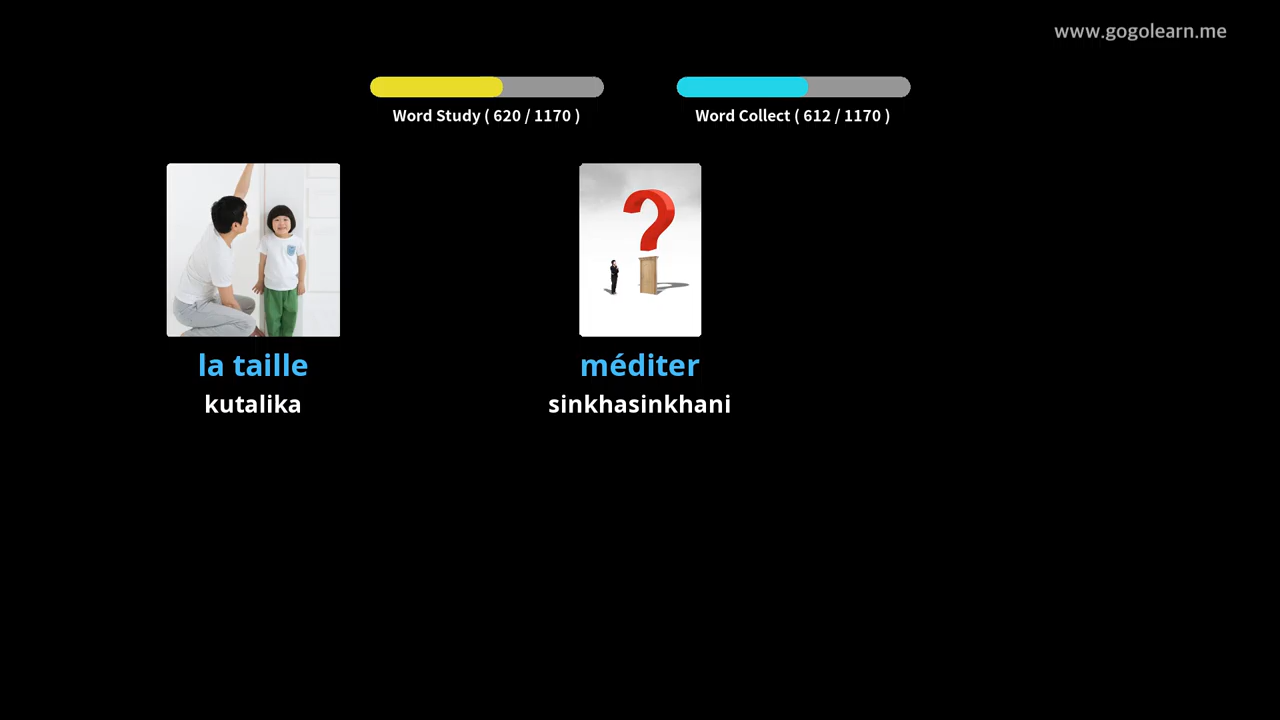 www.gogolearn.me
Word Study ( 620 / 1170 )
Word Collect ( 612 / 1170 )
la taille
kutalika
méditer
sinkhasinkhani